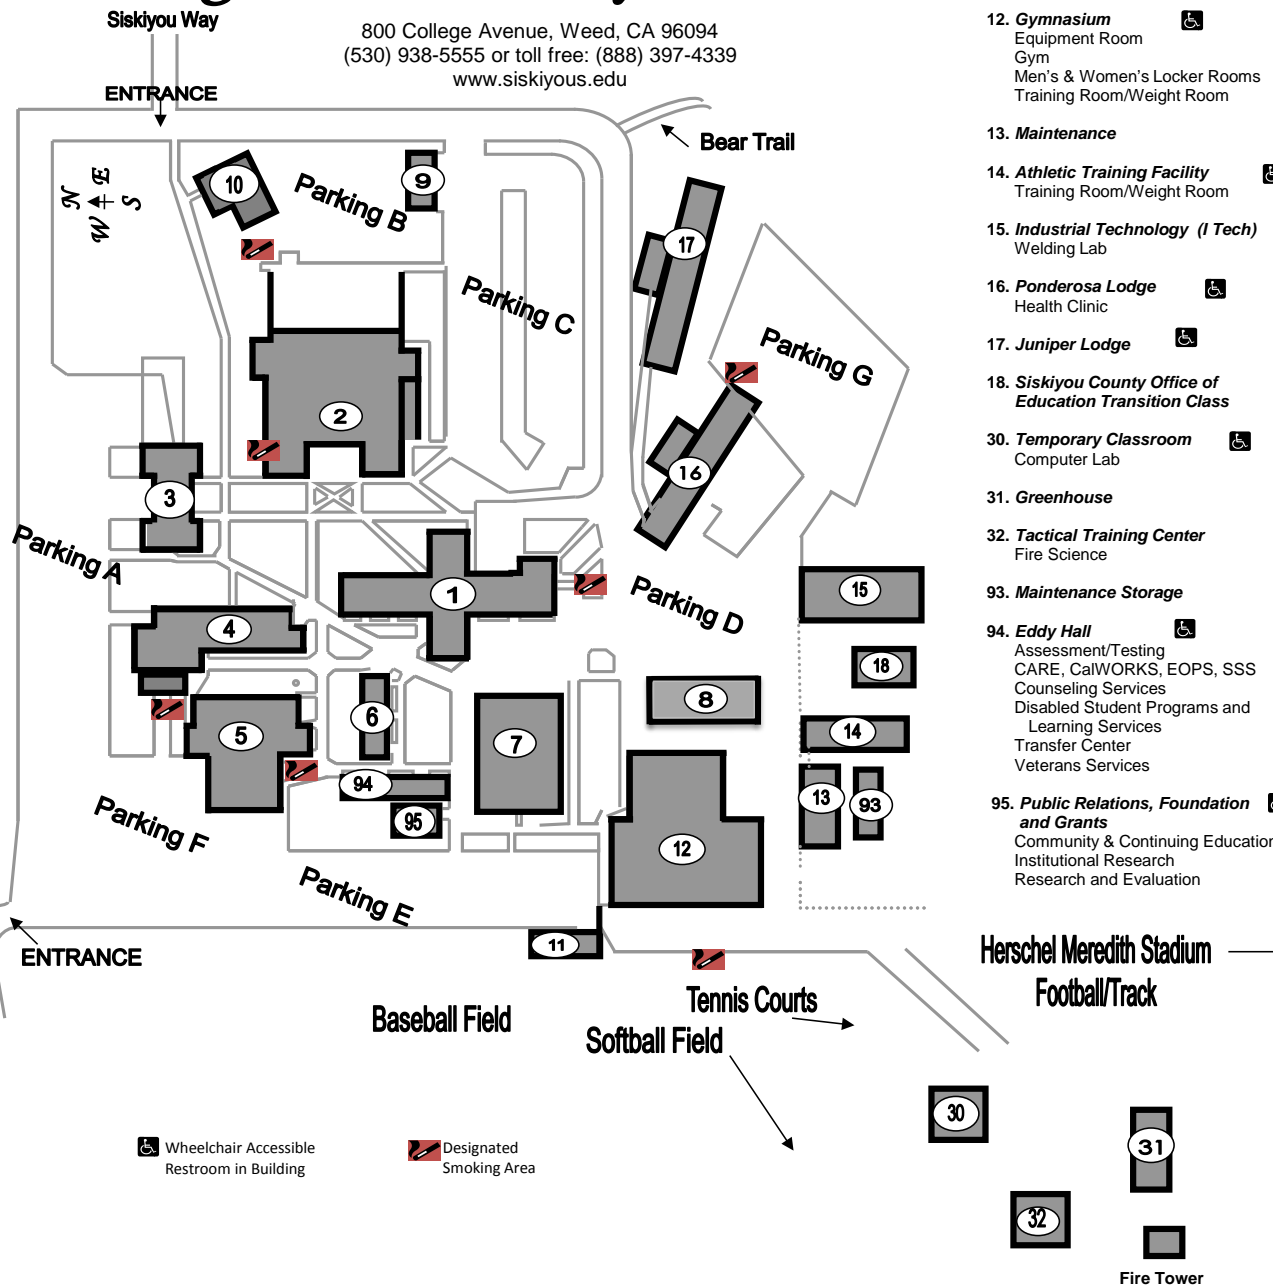 Siskiyou Way
800 College Avenue, Weed, CA 96094
(530) 938-5555 or toll free: (888) 397-4339
www.siskiyous.edu
ENTRANCE
Bear Trail
N E
W S
10
Parking B
9
17
Parking C
Parking G
2
3
16
Parking A
1
Parking D
15
4
18
8
6
5
7
14
94
13
93
95
Parking F
12
Parking E
11
ENTRANCE
Baseball Field
Tennis Courts
Softball Field
Herschel Meredith Stadium
Football/Track
30
31
32
Fire Tower
Wheelchair Accessible
Restroom in Building
Designated
Smoking Area
12. Gymnasium
Equipment Room
Gym
Men's & Women's Locker Rooms
Training Room/Weight Room
13. Maintenance
14. Athletic Training Facility
Training Room/Weight Room
15. Industrial Technology (I Tech)
Welding Lab
16. Ponderosa Lodge
Health Clinic
17. Juniper Lodge
18. Siskiyou County Office of
Education Transition Class
30. Temporary Classroom
Computer Lab
31. Greenhouse
32. Tactical Training Center
Fire Science
93. Maintenance Storage
94. Eddy Hall
Assessment/Testing
CARE, CalWORKS, EOPS, SSS
Counseling Services
Disabled Student Programs and
Learning Services
Transfer Center
Veterans Services
95. Public Relations, Foundation
and Grants
Community & Continuing Education
Institutional Research
Research and Evaluation